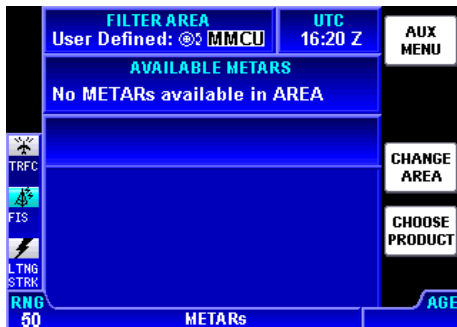 FILTER AREA
User Defined: MMCU
UTC
16:20 Z
AUX
MENU
AVAILABLE METARS
No METARs available in AREA
TRFC
FIS
LTNG
STRK
CHANGE
AREA
CHOOSE
PRODUCT
RNG
50
METARs
AGE